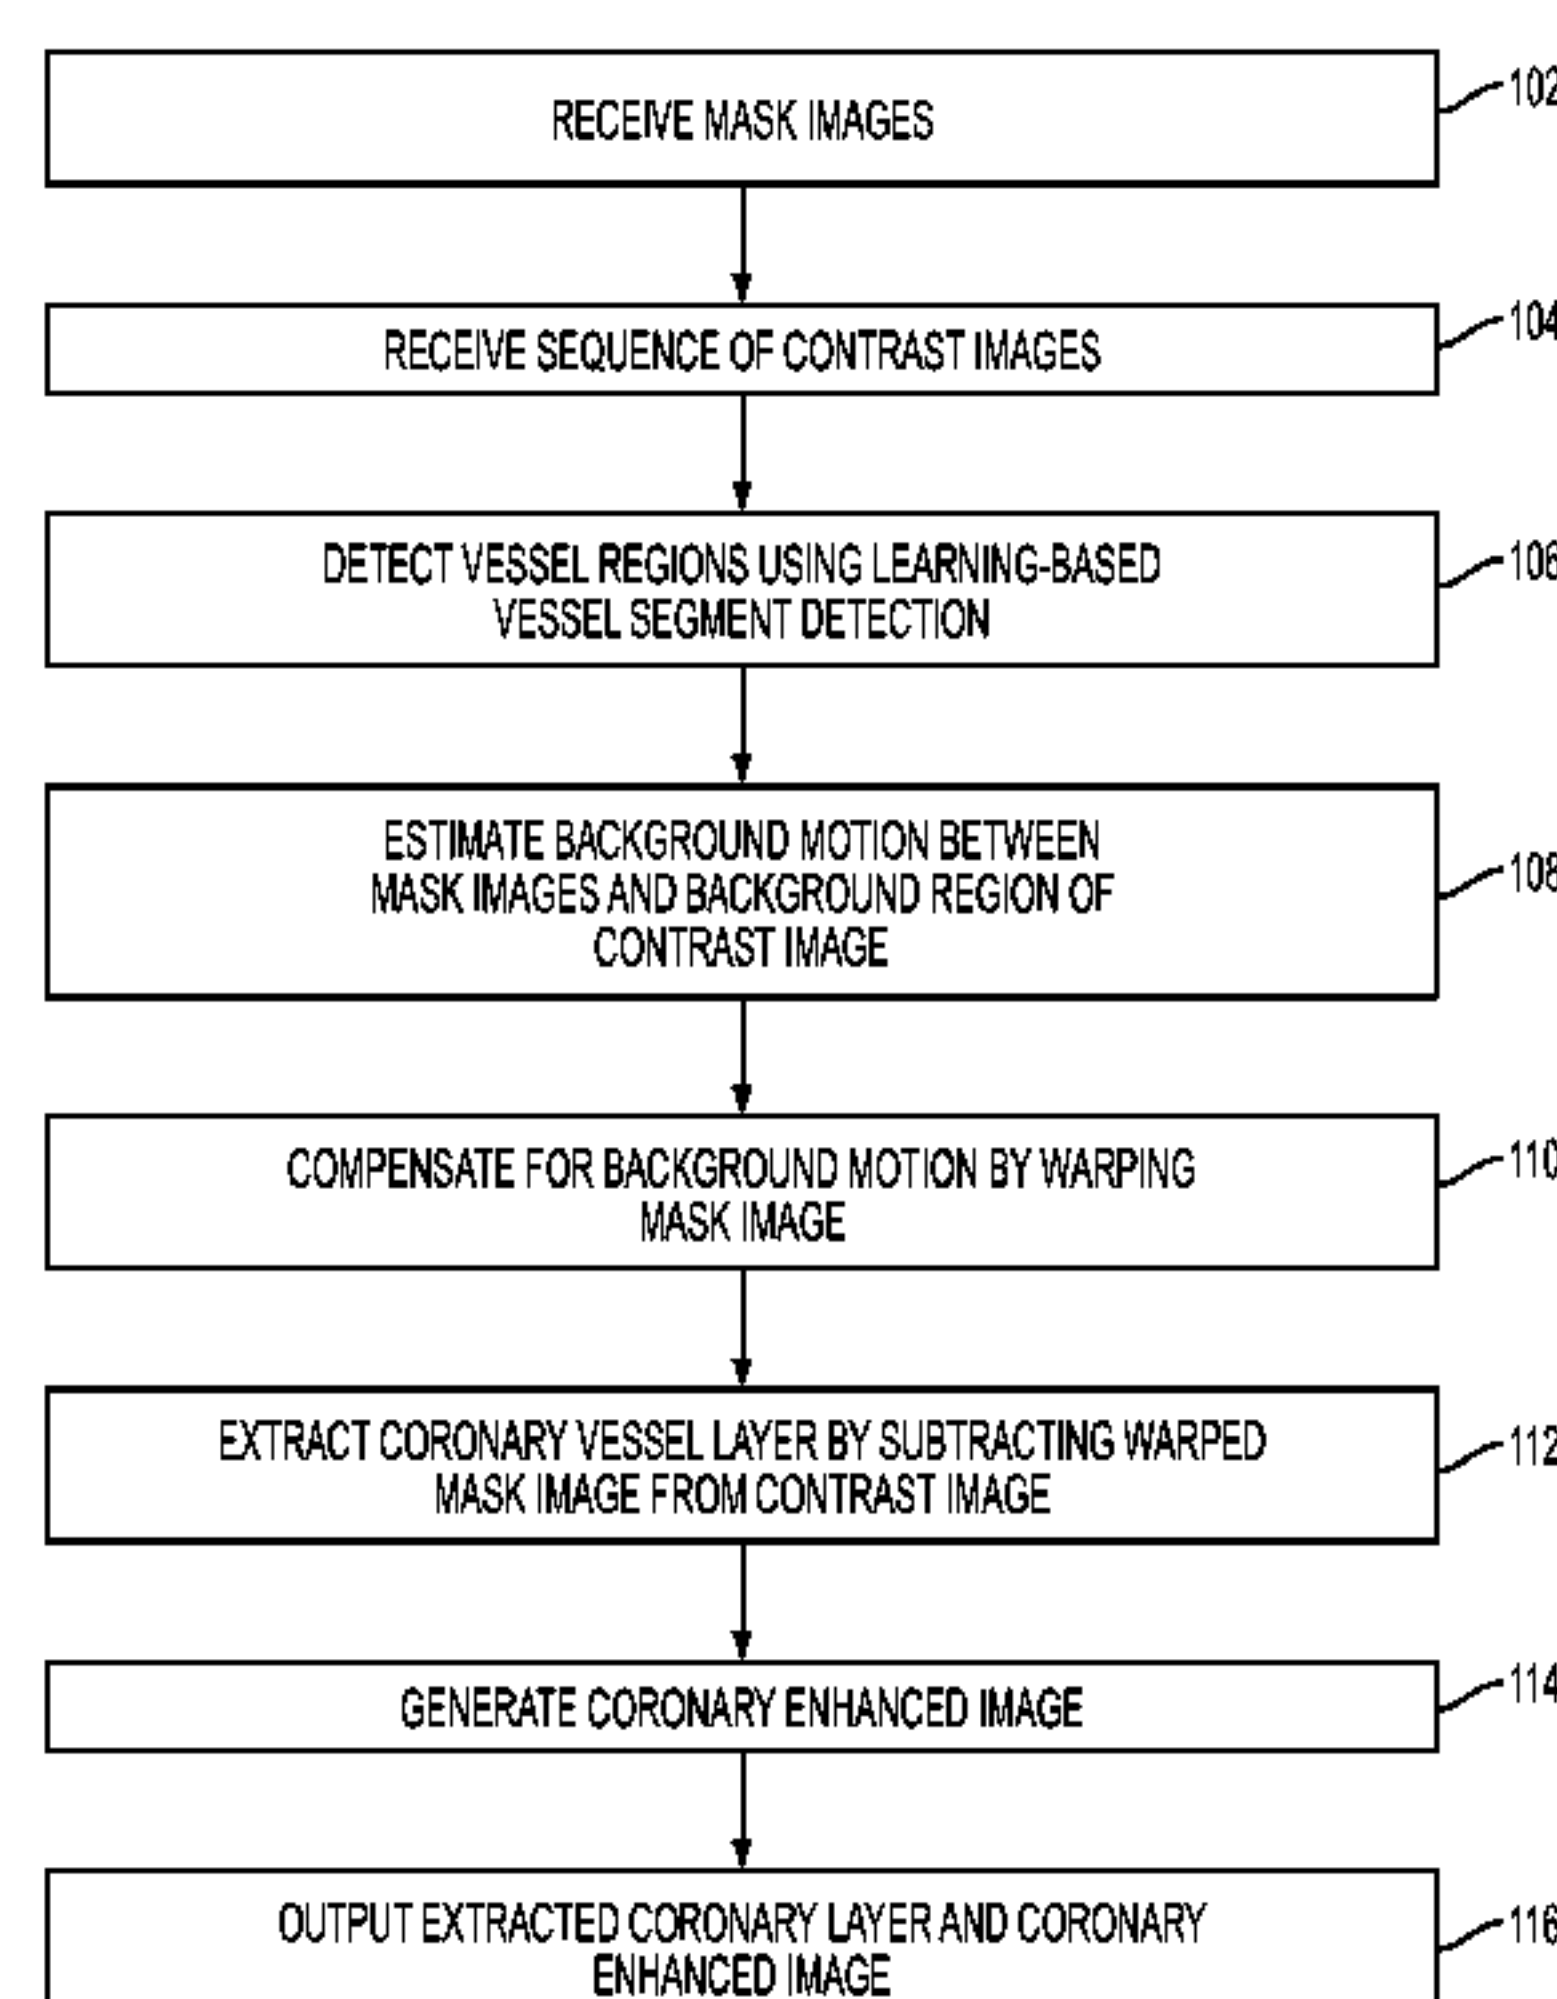 RECEIVE MASK IMAGES
102
RECEIVE SEQUENCE OF CONTRAST IMAGES
104
DETECT VESSEL REGIONS USING LEARNING-BASED
VESSEL SEGMENT DETECTION
106
ESTIMATE BACKGROUND MOTION BETWEEN
MASK IMAGES AND BACKGROUND REGION OF
CONTRAST IMAGE
108
COMPENSATE FOR BACKGROUND MOTION BY WARPING
MASK IMAGE
110
EXTRACT CORONARY VESSEL LAYER BY SUBTRACTING WARPED
MASK IMAGE FROM CONTRAST IMAGE
112
GENERATE CORONARY ENHANCED IMAGE
114
OUTPUT EXTRACTED CORONARY LAYER AND CORONARY
ENHANCED IMAGE
116